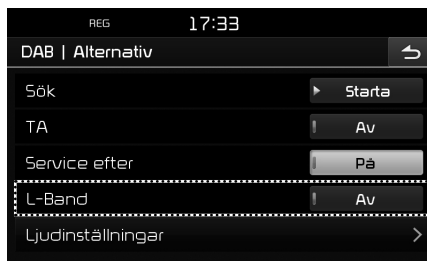 REG 17:33
DAB | Alternativ
Sök Starta
TA Av
Service efter På
L-Band Av
Ljudinställningar